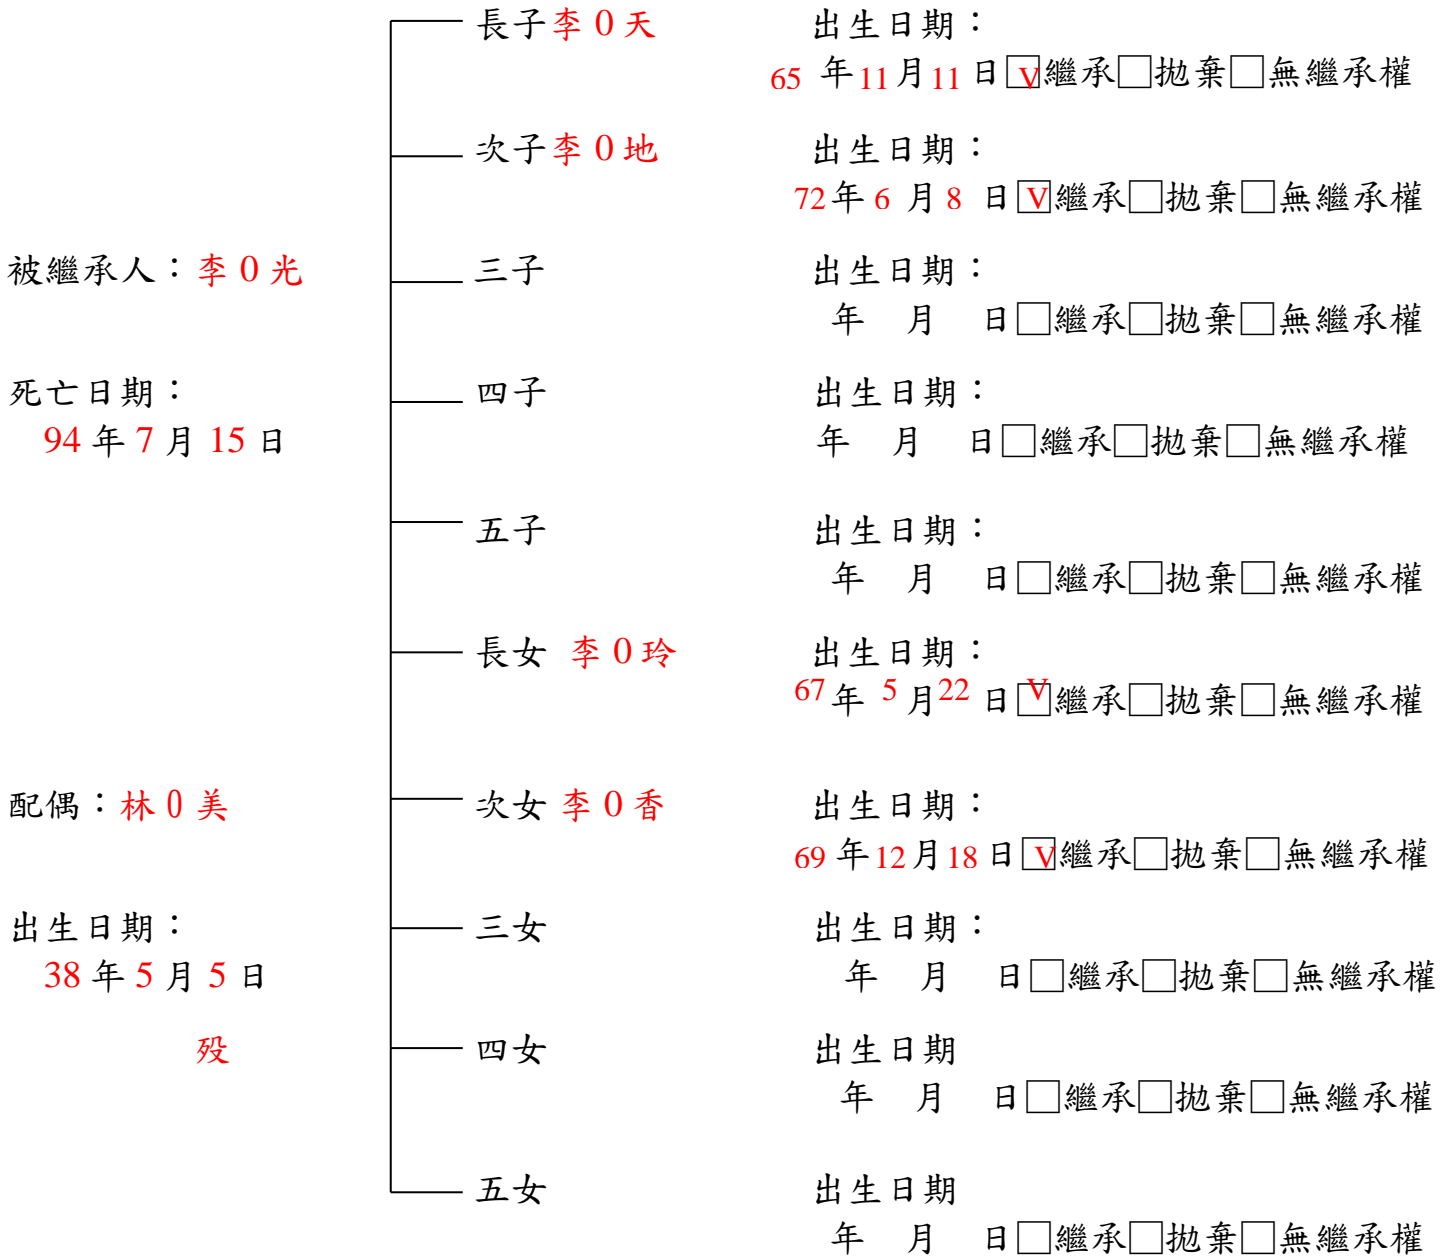 長子李0天 出生日期：
65 年11月11 日□V繼承□拋棄□無繼承權
次子李0地 出生日期：
72年 6 月 8 日□V繼承□拋棄□無繼承權
被繼承人：李0光 三子 出生日期：
年 月 日□繼承□拋棄□無繼承權
死亡日期： 四子 出生日期：
94 年 7 月 15 日 年 月 日□繼承□拋棄□無繼承權
五子 出生日期：
年 月 日□繼承□拋棄□無繼承權
長女 李0玲 出生日期：
67年 5月22 日□V繼承□拋棄□無繼承權
配偶：林0美 次女 李0香 出生日期：
69 年12月18 日□V繼承□拋棄□無繼承權
出生日期： 三女 出生日期：
38 年 5 月 5 日 年 月 日□繼承□拋棄□無繼承權
歿 四女 出生日期
年 月 日□繼承□拋棄□無繼承權
五女 出生日期
年 月 日□繼承□拋棄□無繼承權